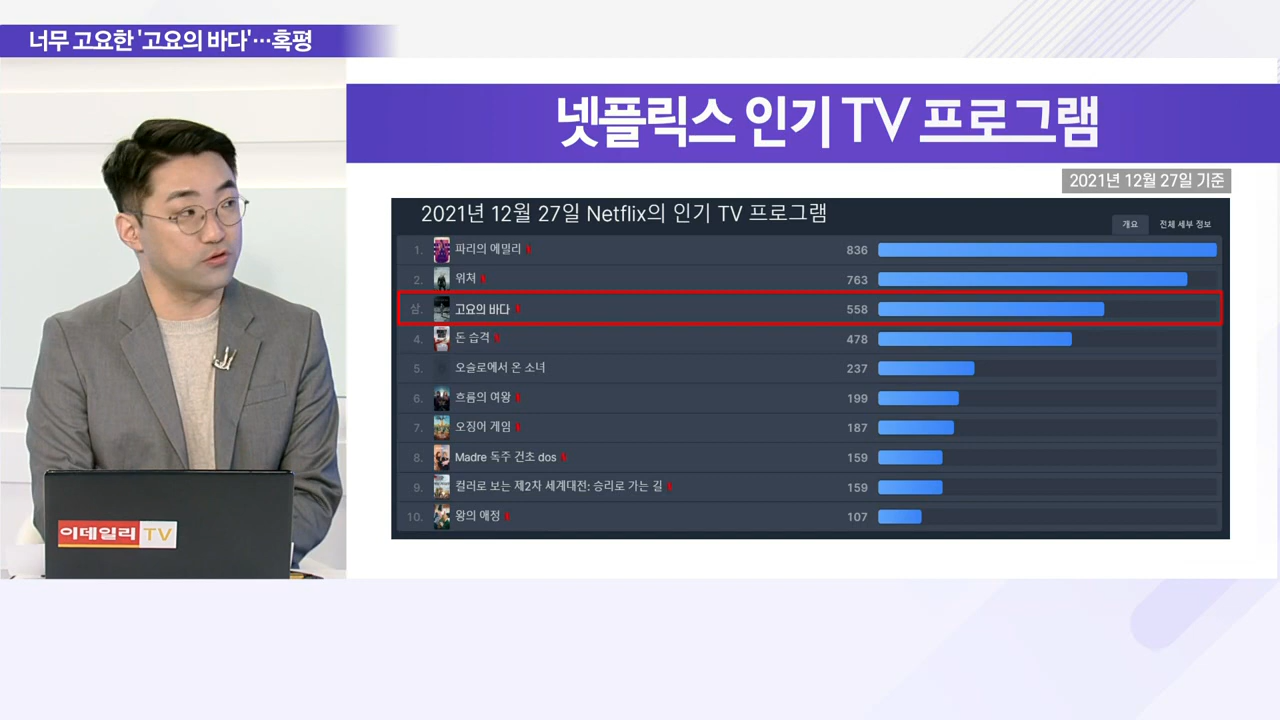 너무 고요한 '고요의 바다'…혹평
넷플릭스 인기 TV 프로그램
2021년 12월 27일 기준
2021년 12월 27일 Netflix의 인기 TV 프로그램
개요 전체 세부 정보
1. 파리의 에밀리 836
2. 위쳐 763
삼. 고요의 바다 558
4. 돈 습격 478
5. 오슬로에서 온 소녀 237
6. 흐름의 여왕 199
7. 오징어 게임 187
8. Madre 독주 건초 dos 159
9. 컬러로 보는 제2차 세계대전: 승리로 가는 길 159
10. 왕의 애정 107
이데일리 TV